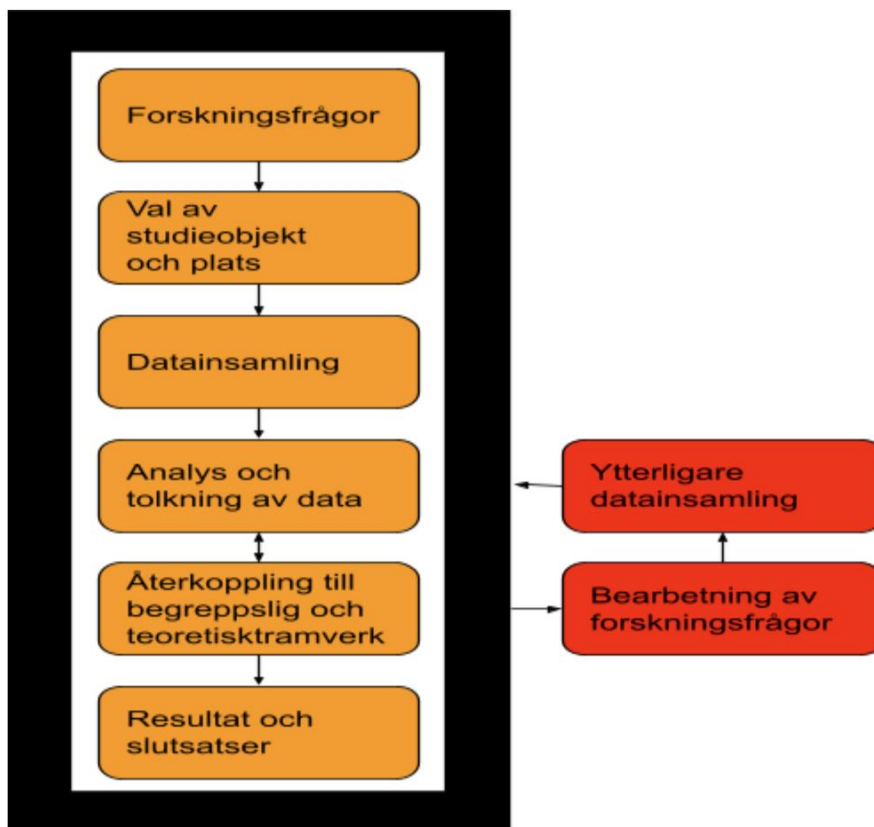 Forskningsfrågor
Val av
studieobjekt
och plats
Datainsamling
Analys och
tolkning av data
Återkoppling till
begreppslig och
teoretisktramverk
Resultat och
slutsatser
Ytterligare
datainsamling
Bearbetning av
forskningsfrågor